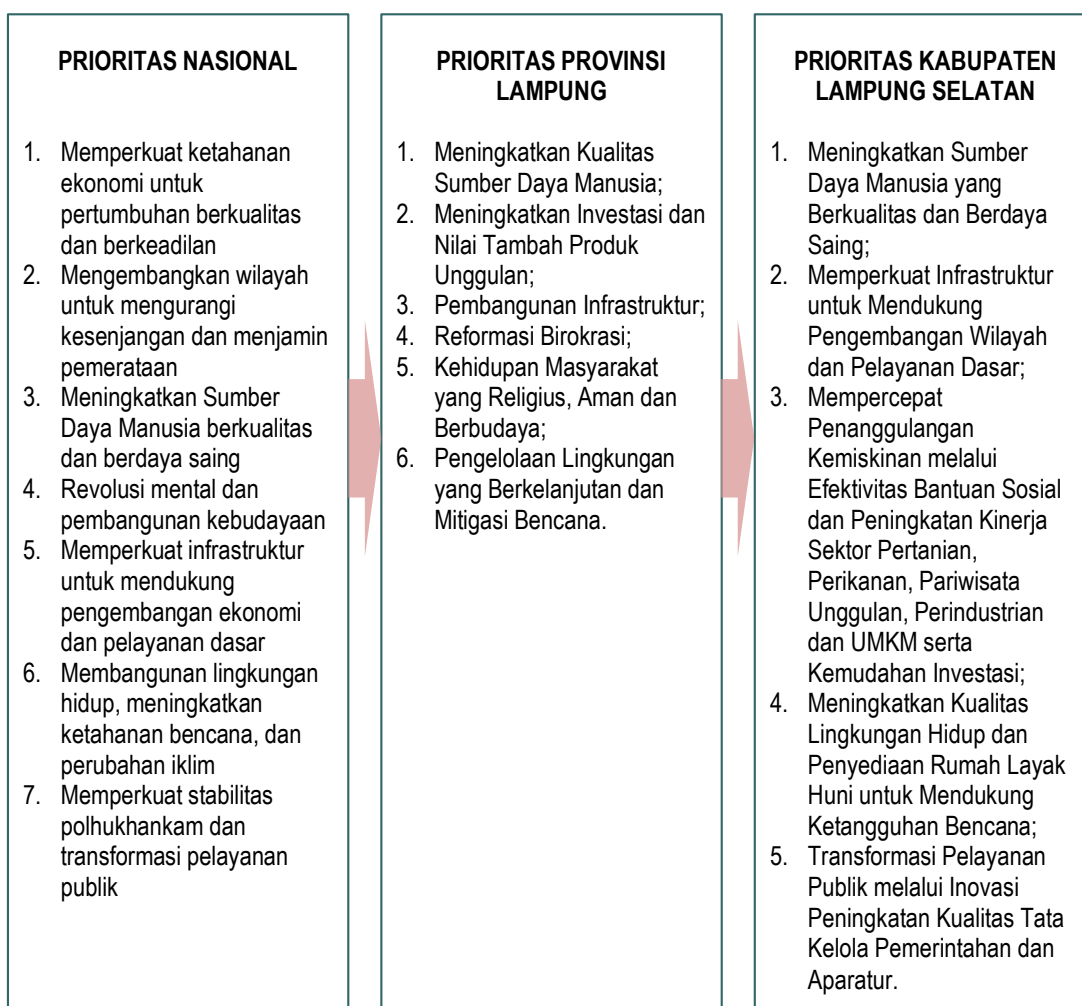 PRIORITAS NASIONAL
1. Memperkuat ketahanan
ekonomi untuk
pertumbuhan berkualitas
dan berkeadilan
2. Mengembangkan wilayah
untuk mengurangi
kesenjangan dan menjamin
pemerataan
3. Meningkatkan Sumber
Daya Manusia berkualitas
dan berdaya saing
4. Revolusi mental dan
pembangunan kebudayaan
5. Memperkuat infrastruktur
untuk mendukung
pengembangan ekonomi
dan pelayanan dasar
6. Membangunan lingkungan
hidup, meningkatkan
ketahanan bencana, dan
perubahan iklim
7. Memperkuat stabilitas
polhukhankam dan
transformasi pelayanan
publik
PRIORITAS PROVINSI
LAMPUNG
1. Meningkatkan Kualitas
Sumber Daya Manusia;
2. Meningkatkan Investasi dan
Nilai Tambah Produk
Unggulan;
3. Pembangunan Infrastruktur;
4. Reformasi Birokrasi;
5. Kehidupan Masyarakat
yang Religius, Aman dan
Berbudaya;
6. Pengelolaan Lingkungan
yang Berkelanjutan dan
Mitigasi Bencana.
PRIORITAS KABUPATEN
LAMPUNG SELATAN
1. Meningkatkan Sumber
Daya Manusia yang
Berkualitas dan Berdaya
Saing;
2. Memperkuat Infrastruktur
untuk Mendukung
Pengembangan Wilayah
dan Pelayanan Dasar;
3. Mempercepat
Penanggulangan
Kemiskinan melalui
Efektivitas Bantuan Sosial
dan Peningkatan Kinerja
Sektor Pertanian,
Perikanan, Pariwisata
Unggulan, Perindustrian
dan UMKM serta
Kemudahan Investasi;
4. Meningkatkan Kualitas
Lingkungan Hidup dan
Penyediaan Rumah Layak
Huni untuk Mendukung
Ketangguhan Bencana;
5. Transformasi Pelayanan
Publik melalui Inovasi
Peningkatan Kualitas Tata
Kelola Pemerintahan dan
Aparatur.